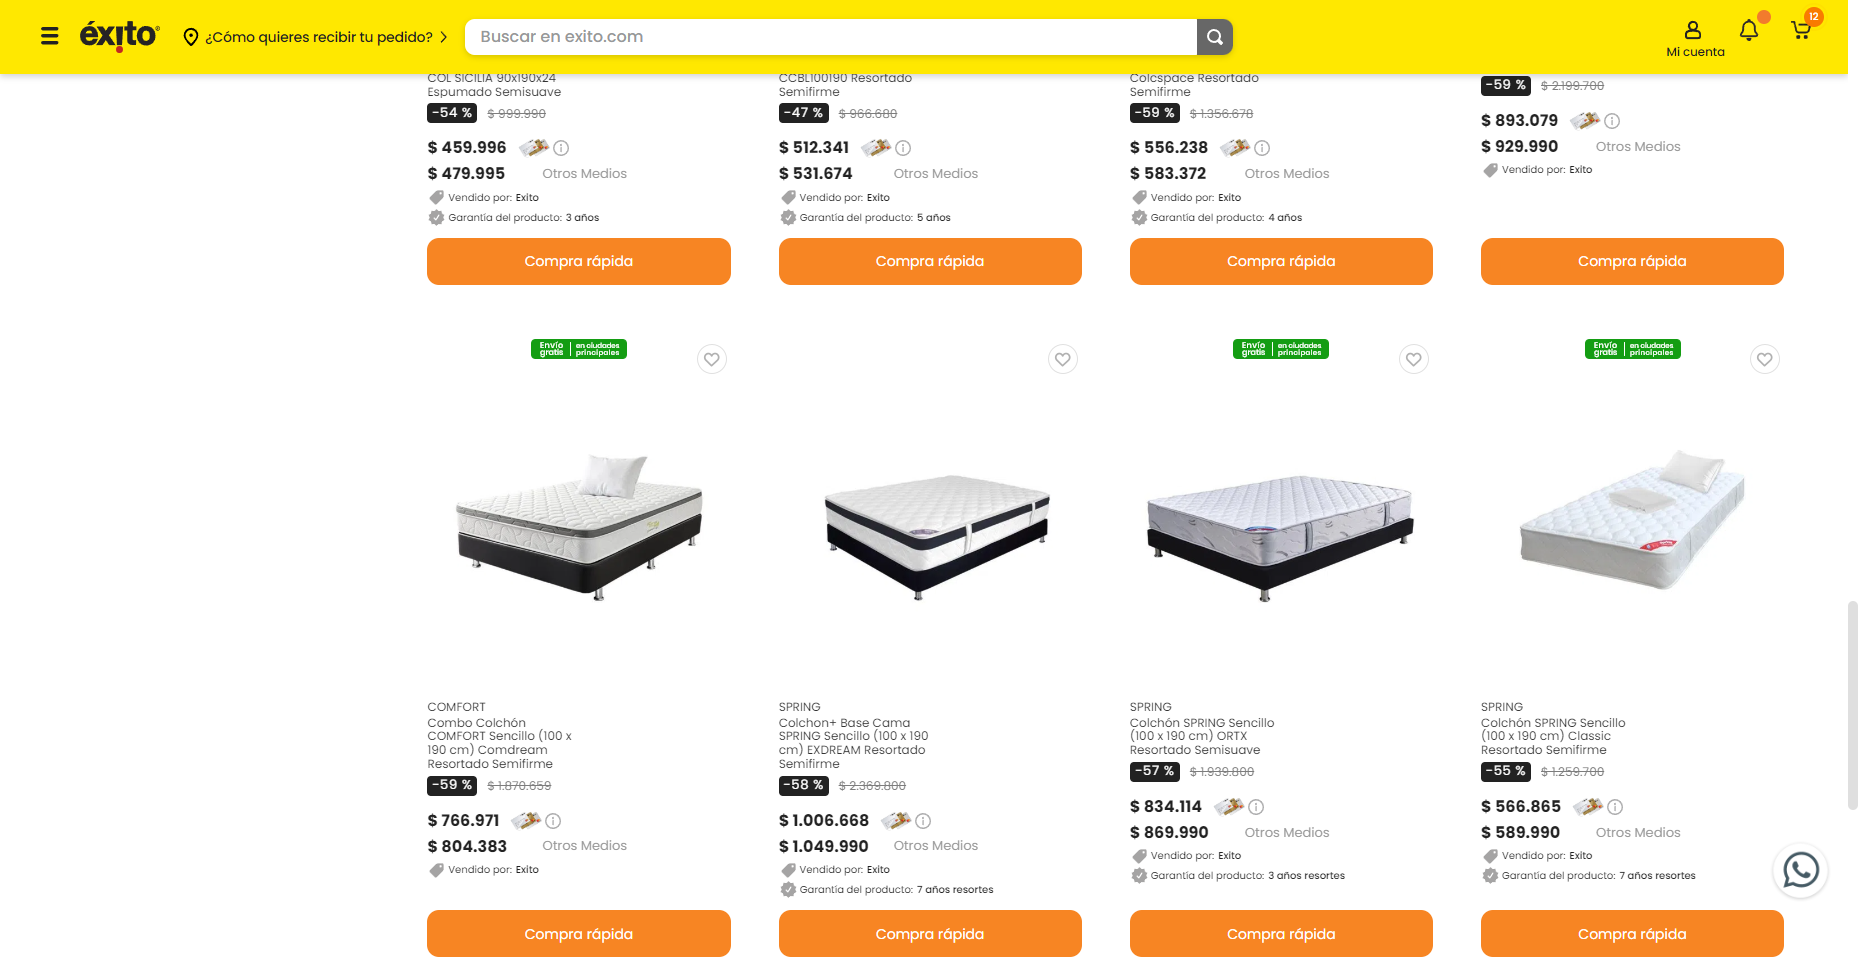 éxito
¿Cómo quieres recibir tu pedido?
Buscar en exito.com
Mi cuenta
12
COL SICILIA 90x190x24
Espumado Semisuave
-54 % $ 999.990
$ 459.996
$ 479.995 Otros Medios
Vendido por: Exito
Garantía del producto: 3 años
Compra rápida
CCBL100190 Resortado
Semifirme
-47 % $ 966.680
$ 512.341
$ 531.674 Otros Medios
Vendido por: Exito
Garantía del producto: 5 años
Compra rápida
Colcspace Resortado
Semifirme
-59 % $ 1.356.678
$ 556.238
$ 583.372 Otros Medios
Vendido por: Exito
Garantía del producto: 4 años
Compra rápida
-59 % $ 2.199.700
$ 893.079
$ 929.990 Otros Medios
Vendido por: Exito
Compra rápida
Envío gratis | en ciudades principales
COMFORT
Combo Colchón
COMFORT Sencillo (100 x
190 cm) Comdream
Resortado Semifirme
-59 % $ 1.870.659
$ 766.971
$ 804.383 Otros Medios
Vendido por: Exito
Compra rápida
SPRING
Colchon+ Base Cama
SPRING Sencillo (100 x 190
cm) EXDREAM Resortado
Semifirme
-58 % $ 2.369.800
$ 1.006.668
$ 1.049.990 Otros Medios
Vendido por: Exito
Garantía del producto: 7 años resortes
Compra rápida
Envío gratis | en ciudades principales
SPRING
Colchón SPRING Sencillo
(100 x 190 cm) ORTX
Resortado Semisuave
-57 % $ 1.939.800
$ 834.114
$ 869.990 Otros Medios
Vendido por: Exito
Garantía del producto: 3 años resortes
Compra rápida
Envío gratis | en ciudades principales
SPRING
Colchón SPRING Sencillo
(100 x 190 cm) Classic
Resortado Semifirme
-55 % $ 1.259.700
$ 566.865
$ 589.990 Otros Medios
Vendido por: Exito
Garantía del producto: 7 años resortes
Compra rápida